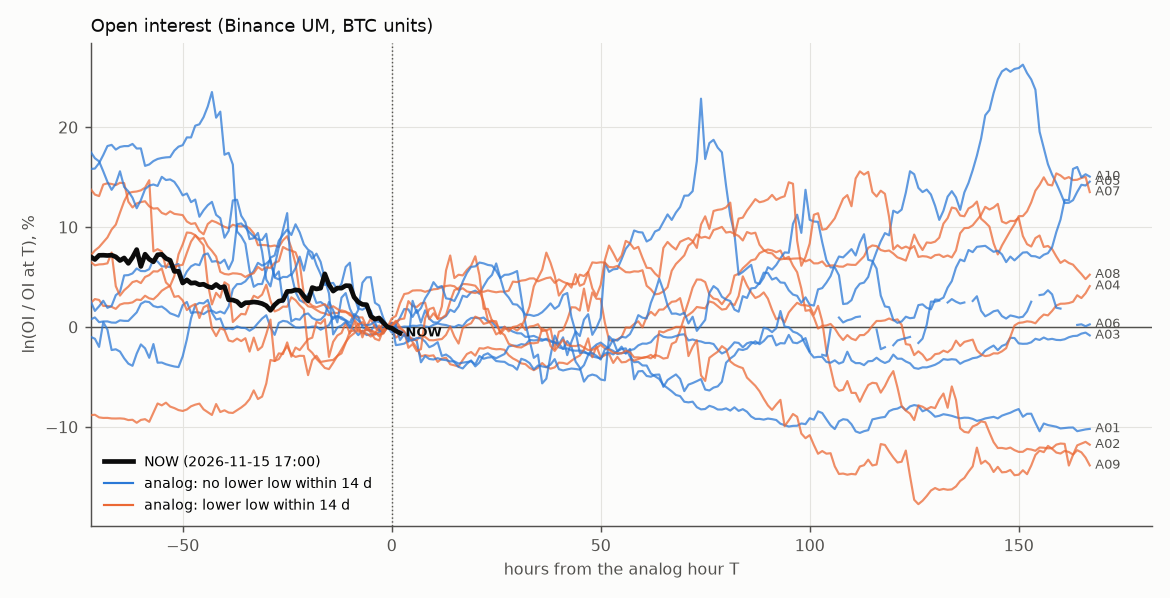 Open interest (Binance UM, BTC units)
ln(OI / OI at T), %
20
10
0
−10
NOW
A10
A05
A07
A08
A04
A06
A03
A01
A02
A09
NOW (2026-11-15 17:00)
analog: no lower low within 14 d
analog: lower low within 14 d
−50
0
50
100
150
hours from the analog hour T